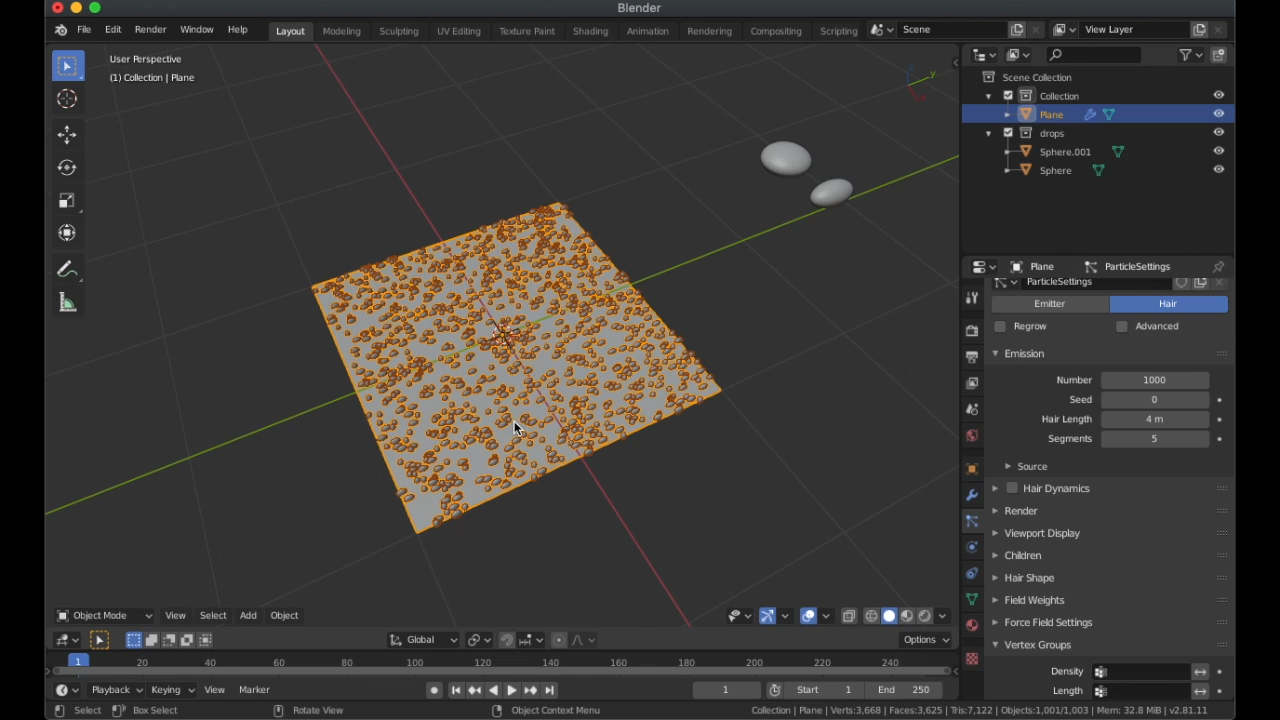 Blender
File Edit Render Window Help Layout Modeling Sculpting UV Editing Texture Paint Shading Animation Rendering Compositing Scripting Scene View Layer
User Perspective
(1) Collection | Plane
y
Scene Collection
Collection
Plane
drops
Sphere.001
Sphere
Plane ParticleSettings
ParticleSettings
Emitter Hair
Regrow Advanced
Emission
Number 1000
Seed 0
Hair Length 4 m
Segments 5
Source
Hair Dynamics
Render
Viewport Display
Children
Hair Shape
Field Weights
Force Field Settings
Vertex Groups
Density
Length
Object Mode View Select Add Object
Global Options
1 20 40 60 80 100 120 140 160 180 200 220 240
Playback Keying View Marker 1 Start 1 End 250
Select Box Select Rotate View Object Context Menu Collection | Plane | Verts:3,668 | Faces:3,625 | Tris:7,122 | Objects:1,001/1,003 | Mem: 32.8 MiB | v2.81.11